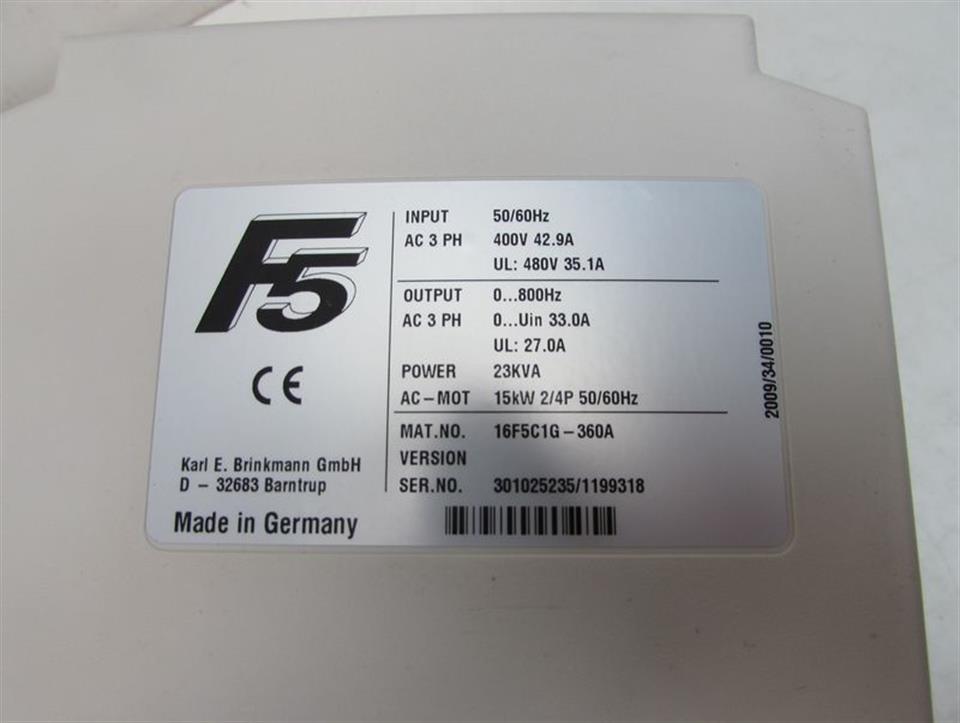 F5
CE
Karl E. Brinkmann GmbH
D – 32683 Barntrup
Made in Germany
INPUT 50/60Hz
AC 3 PH 400V 42.9A
UL: 480V 35.1A
OUTPUT 0...800Hz
AC 3 PH 0...Uin 33.0A
UL: 27.0A
POWER 23KVA
AC–MOT 15kW 2/4P 50/60Hz
MAT.NO. 16F5C1G–360A
VERSION
SER.NO. 301025235/1199318
2009/34/0010